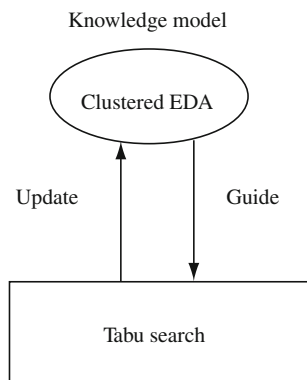 Knowledge model
Clustered EDA
Update
Guide
Tabu search